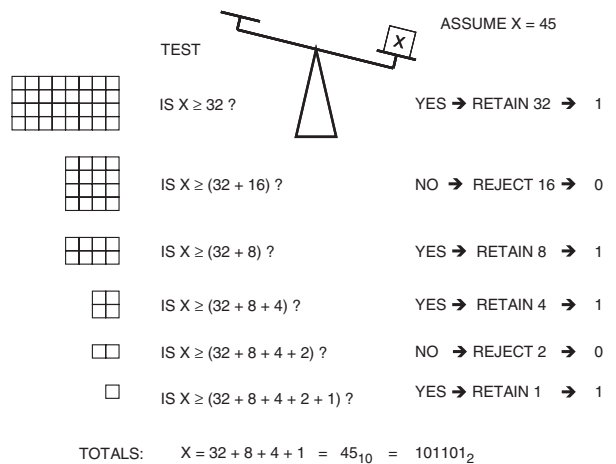 ASSUME X = 45
X
TEST
IS X ≥ 32 ? YES ➔ RETAIN 32 ➔ 1
IS X ≥ (32 + 16) ? NO ➔ REJECT 16 ➔ 0
IS X ≥ (32 + 8) ? YES ➔ RETAIN 8 ➔ 1
IS X ≥ (32 + 8 + 4) ? YES ➔ RETAIN 4 ➔ 1
IS X ≥ (32 + 8 + 4 + 2) ? NO ➔ REJECT 2 ➔ 0
IS X ≥ (32 + 8 + 4 + 2 + 1) ? YES ➔ RETAIN 1 ➔ 1
TOTALS: X = 32 + 8 + 4 + 1 = 45₁₀ = 101101₂